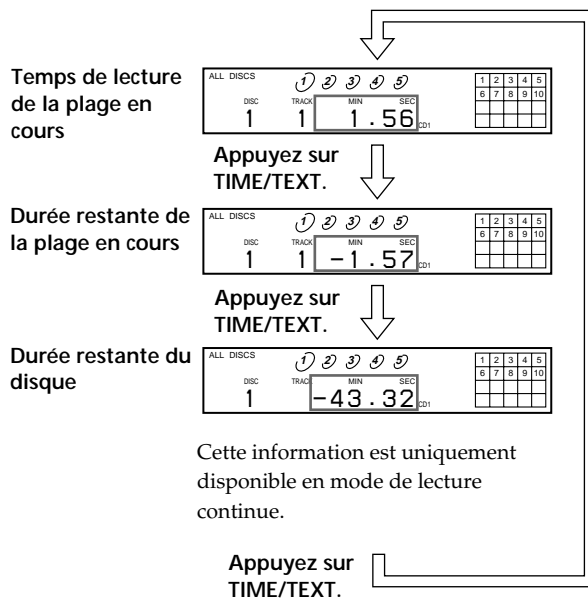 Temps de lecture
de la plage en
cours
ALL DISCS
1 2 3 4 5
1 2 3 4 5
6 7 8 9 10
DISC TRACK MIN SEC
1 1 1.56 CD1
Appuyez sur
TIME/TEXT.
Durée restante de
la plage en cours
ALL DISCS
1 2 3 4 5
1 2 3 4 5
6 7 8 9 10
DISC TRACK MIN SEC
1 1 –1.57 CD1
Appuyez sur
TIME/TEXT.
Durée restante du
disque
ALL DISCS
1 2 3 4 5
1 2 3 4 5
6 7 8 9 10
DISC TRACK MIN SEC
1 –43.32 CD1
Cette information est uniquement
disponible en mode de lecture
continue.
Appuyez sur
TIME/TEXT.